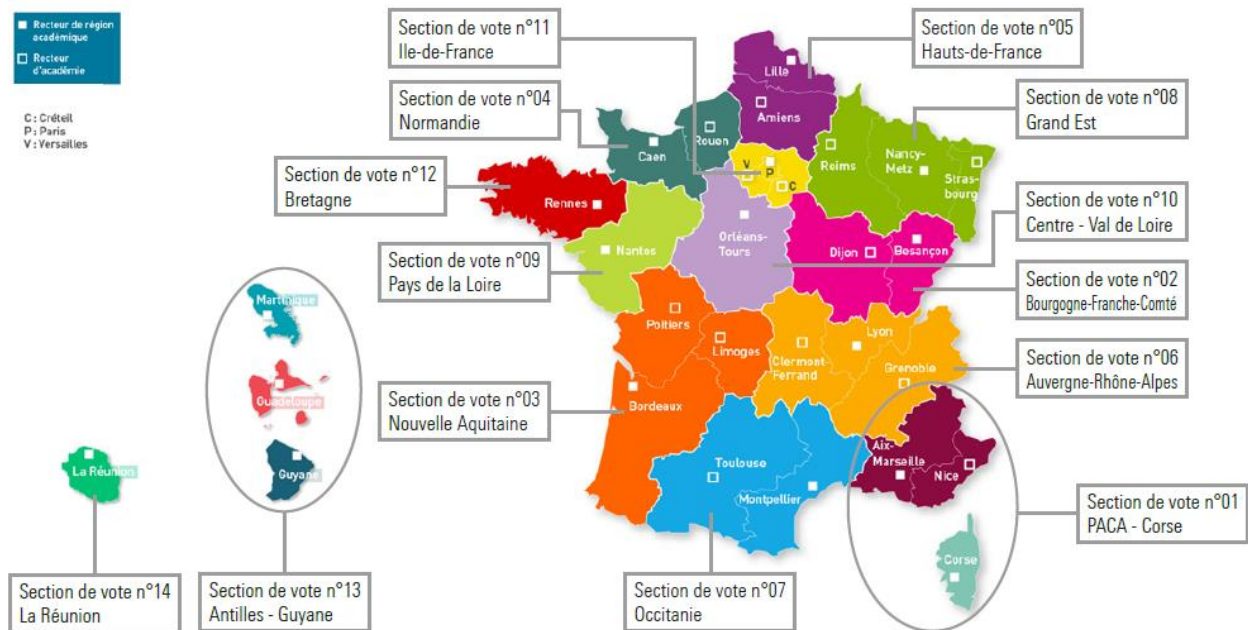 Recteur de région
académique
Recteur
d'académie
C : Créteil
P : Paris
V : Versailles
Section de vote n°11
Ile-de-France
Section de vote n°05
Hauts-de-France
Section de vote n°04
Normandie
Section de vote n°08
Grand Est
Section de vote n°12
Bretagne
Section de vote n°10
Centre - Val de Loire
Section de vote n°09
Pays de la Loire
Section de vote n°02
Bourgogne-Franche-Comté
Section de vote n°06
Auvergne-Rhône-Alpes
Section de vote n°03
Nouvelle Aquitaine
Section de vote n°01
PACA - Corse
Section de vote n°14
La Réunion
Section de vote n°13
Antilles - Guyane
Section de vote n°07
Occitanie
Lille
Amiens
Rouen
Caen
V
P
C
Reims
Nancy-
Metz
Stras-
bourg
Rennes
Nantes
Orléans-
Tours
Dijon
Besançon
Poitiers
Limoges
Clermont-
Ferrand
Lyon
Grenoble
Bordeaux
Toulouse
Montpellier
Aix-
Marseille
Nice
Corse
Martinique
Guadeloupe
Guyane
La Réunion